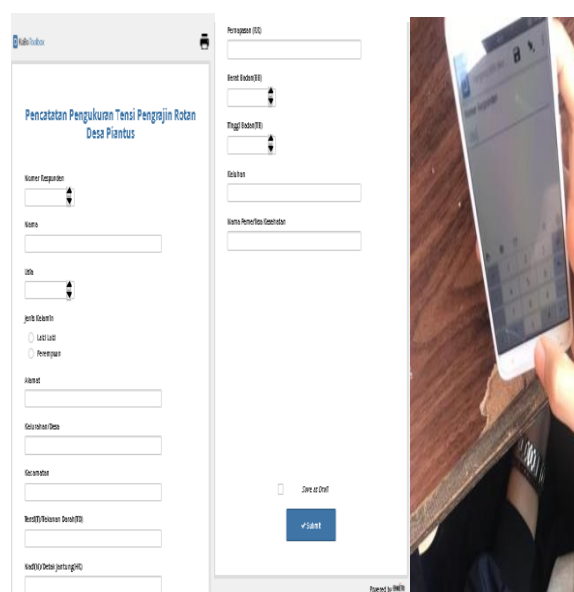 KoBoToolbox
Pencatatan Pengukuran Tensi Pengrajin Rotan
Desa Piantus
Nomer Responden
Nama
Usia
Jenis Kelamin
Laki Laki
Perempuan
Alamat
Kelurahan/Desa
Kecamatan
Tensi(T)/Tekanan Darah(TD)
Nadi(N)/Detak Jantung(HR)
Pernapasan (RR)
Berat Badan(BB)
Tinggi Badan(TB)
Keluhan
Nama Pemeriksa Kesehatan
Save as Draft
Submit
Powered by